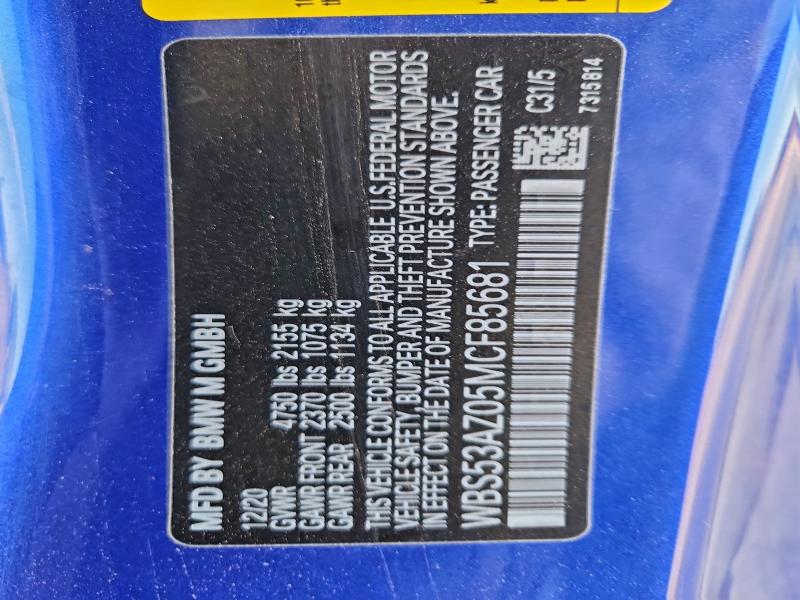 MFD BY BMW M GMBH
12/20
GVWR 4750 lbs 2155 kg
GAWR FRONT 2370 lbs 1075 kg
GAWR REAR 2500 lbs 1134 kg
THIS VEHICLE CONFORMS TO ALL APPLICABLE U.S. FEDERAL MOTOR
VEHICLE SAFETY, BUMPER AND THEFT PREVENTION STANDARDS
IN EFFECT ON THE DATE OF MANUFACTURE SHOWN ABOVE.
WBS53AZ05MCF85681 TYPE: PASSENGER CAR
C31/5
7315814